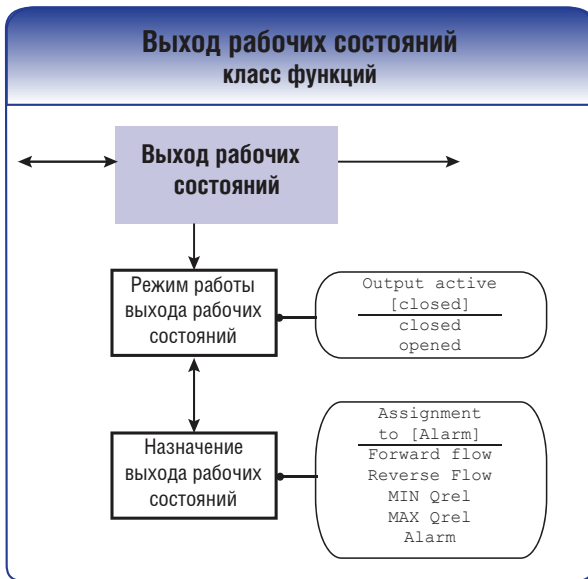 Выход рабочих состояний
класс функций
Выход рабочих
состояний
Режим работы
выхода рабочих
состояний
Output active
[closed]
closed
opened
Назначение
выхода рабочих
состояний
Assignment
to [Alarm]
Forward flow
Reverse Flow
MIN Qrel
MAX Qrel
Alarm